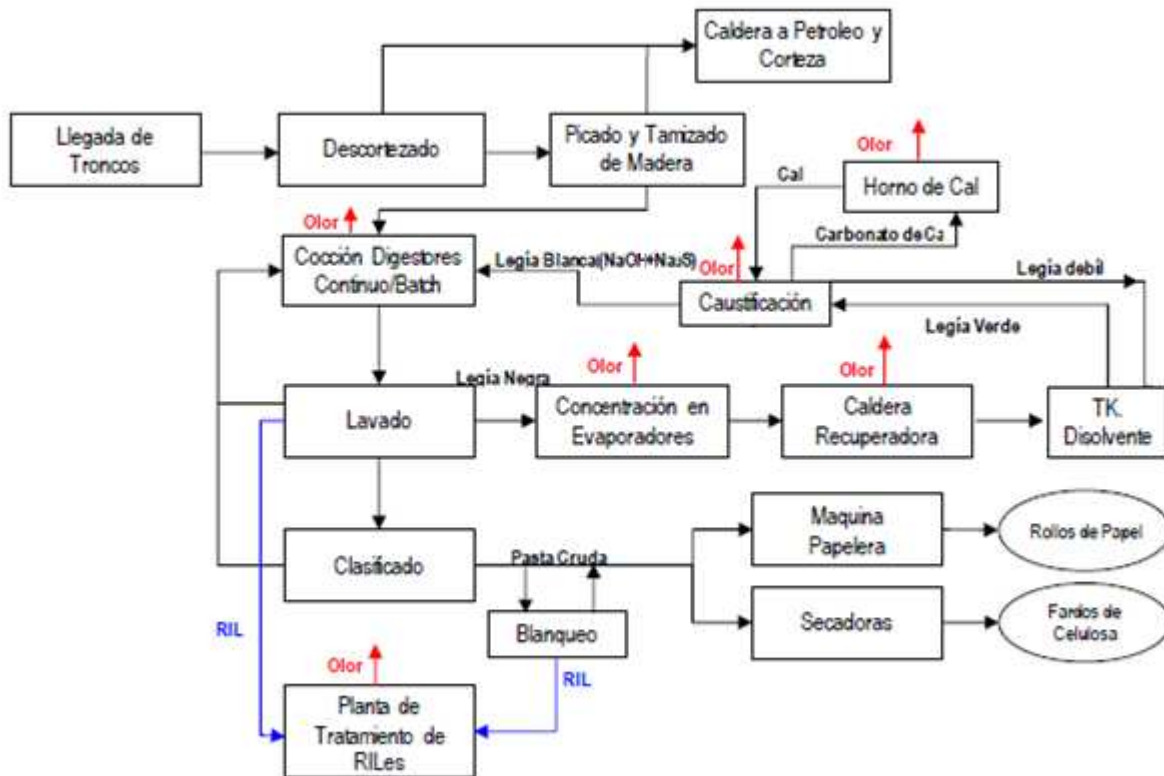 Caldera a Petroleo y
Corteza
Llegada de
Troncos
Descortezado
Picado y Tamizado
de Madera
Olor
Horno de Cal
Cal
Carbonato de Ca
Olor
Cocción Digestores
Continuo/Batch
Legía Blanca(NaOH+Na₂S)
Olor
Caustificación
Legía debil
Legía Verde
Lavado
Legía Negra
Olor
Concentración en
Evaporadores
Olor
Caldera
Recuperadora
TK.
Disolvente
Clasificado
Pasta Cruda
Blanqueo
Maquina
Papelera
Rollos de Papel
Secadoras
Fardos de
Celulosa
RIL
RIL
Olor
Planta de
Tratamiento de
RILes